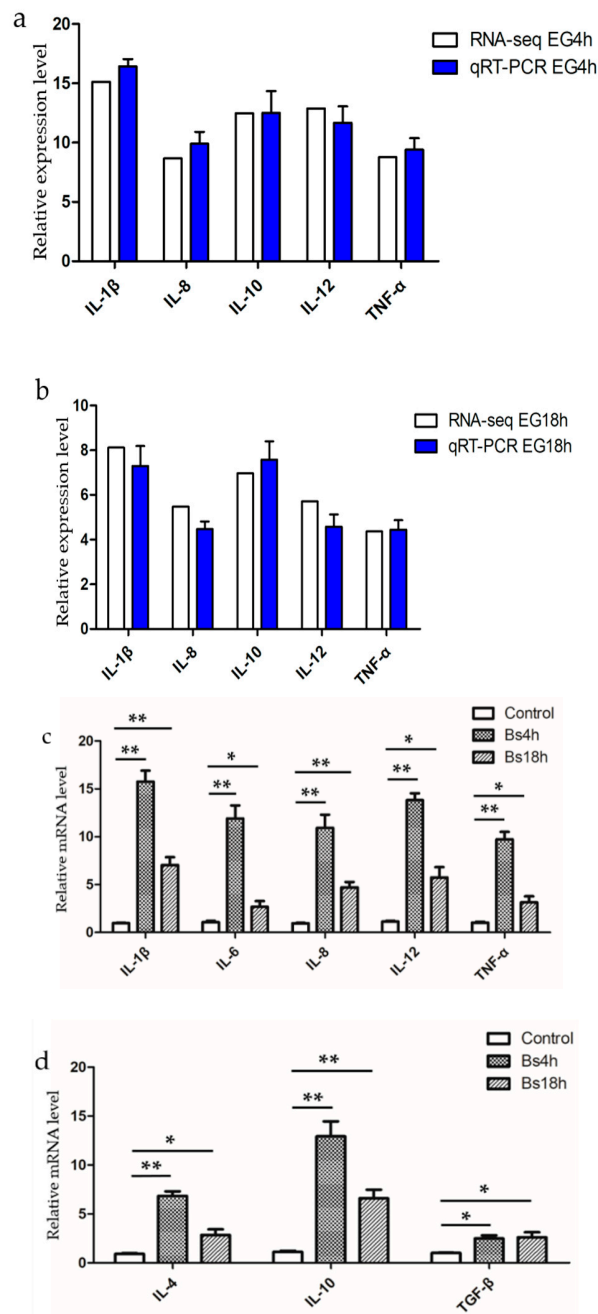 a
20
15
10
5
0
Relative expression level
RNA-seq EG4h
qRT-PCR EG4h
IL-1β IL-8 IL-10 IL-12 TNF-α
b
10
8
6
4
2
0
Relative expression level
RNA-seq EG18h
qRT-PCR EG18h
IL-1β IL-8 IL-10 IL-12 TNF-α
c
20
15
10
5
0
Relative mRNA level
Control
Bs4h
Bs18h
** * ** * *
** ** ** ** **
IL-1β IL-6 IL-8 IL-12 TNF-α
d
20
15
10
5
0
Relative mRNA level
Control
Bs4h
Bs18h
* ** *
** ** *
IL-4 IL-10 TGF-β